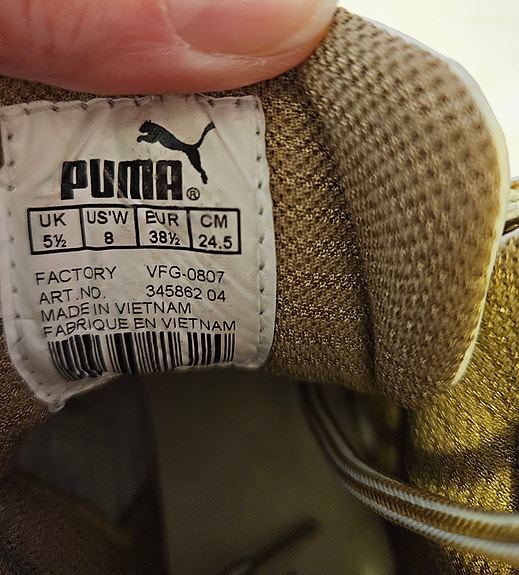 PUMA®
UK US'W EUR CM
5½ 8 38½ 24.5
FACTORY VFG-0807
ART.NO. 345862 04
MADE IN VIETNAM
FABRIQUE EN VIETNAM